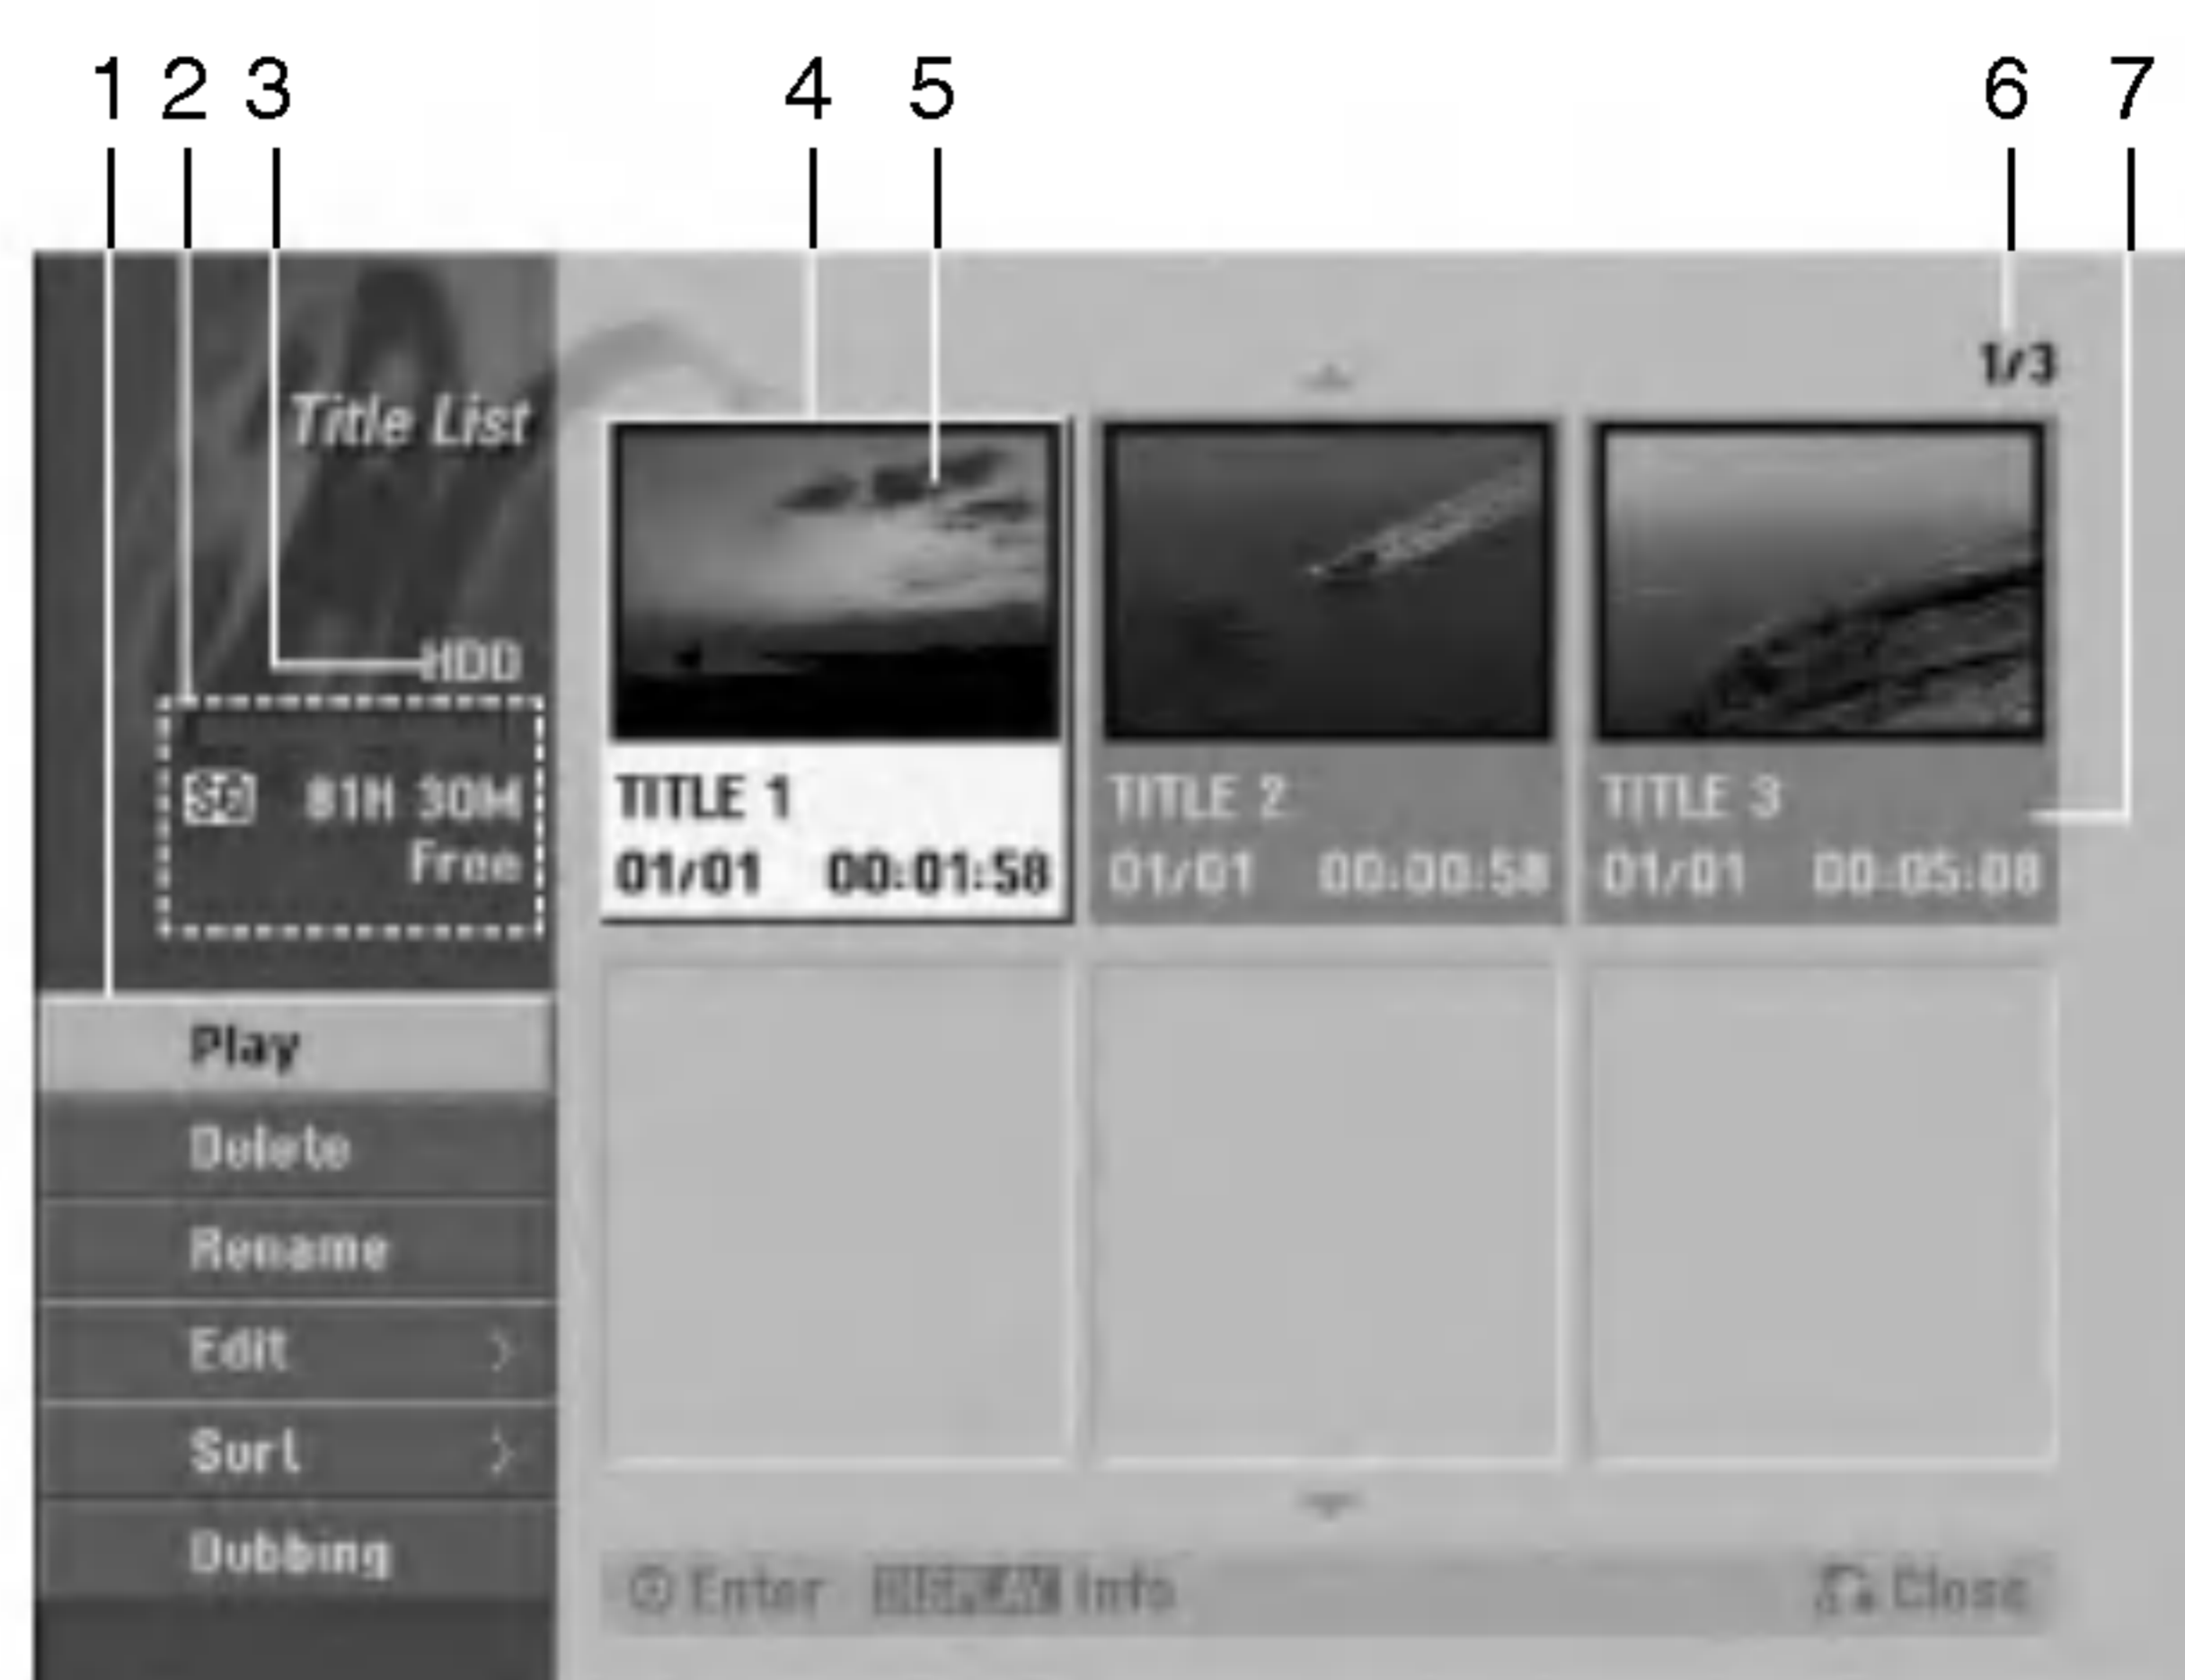 1 2 3 4 5 6 7
1/3
Title List
HDD
SQ 81H 30M
Free
TITLE 1
01/01 00:01:58
TITLE 2
01/01 00:00:58
TITLE 3
01/01 00:05:08
Play
Delete
Rename
Edit >
Sort >
Dubbing
Enter
Info
Close